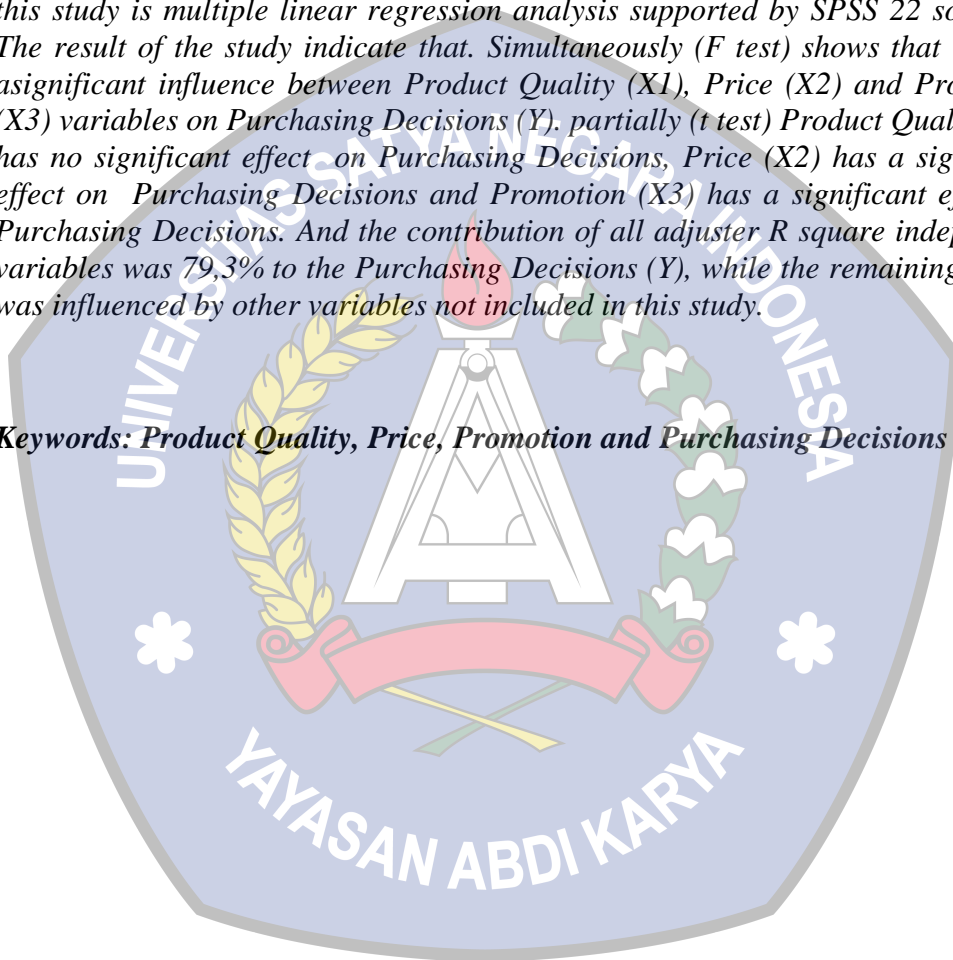 this study is multiple linear regression analysis supported by SPSS 22 so
The result of the study indicate that. Simultaneously (F test) shows that
asignificant influence between Product Quality (X1), Price (X2) and Pro
(X3) variables on Purchasing Decisions (Y). partially (t test) Product Qual
has no significant effect on Purchasing Decisions, Price (X2) has a sig
effect on Purchasing Decisions and Promotion (X3) has a significant ef
Purchasing Decisions. And the contribution of all adjuster R square indep
variables was 79,3% to the Purchasing Decisions (Y), while the remaining
was influenced by other variables not included in this study.
Keywords: Product Quality, Price, Promotion and Purchasing Decisions
UNIVERSITAS SATYA NEGARA INDONESIA
YAYASAN ABDI KARYA